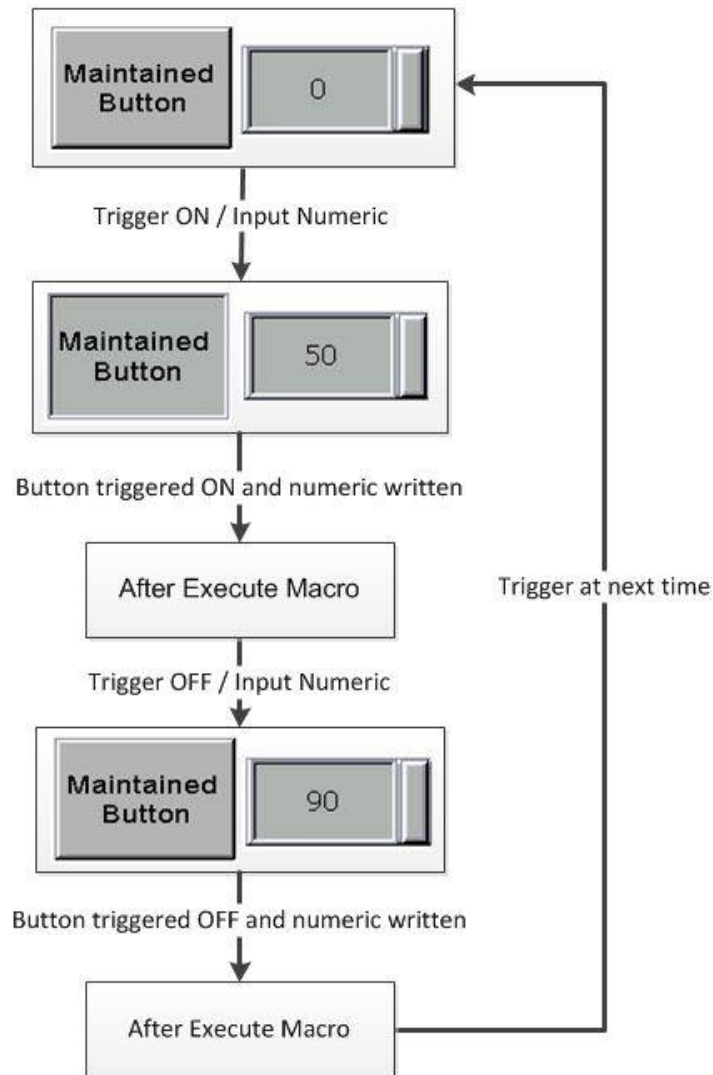 Maintained
Button
0
Trigger ON / Input Numeric
Maintained
Button
50
Button triggered ON and numeric written
After Execute Macro
Trigger at next time
Trigger OFF / Input Numeric
Maintained
Button
90
Button triggered OFF and numeric written
After Execute Macro